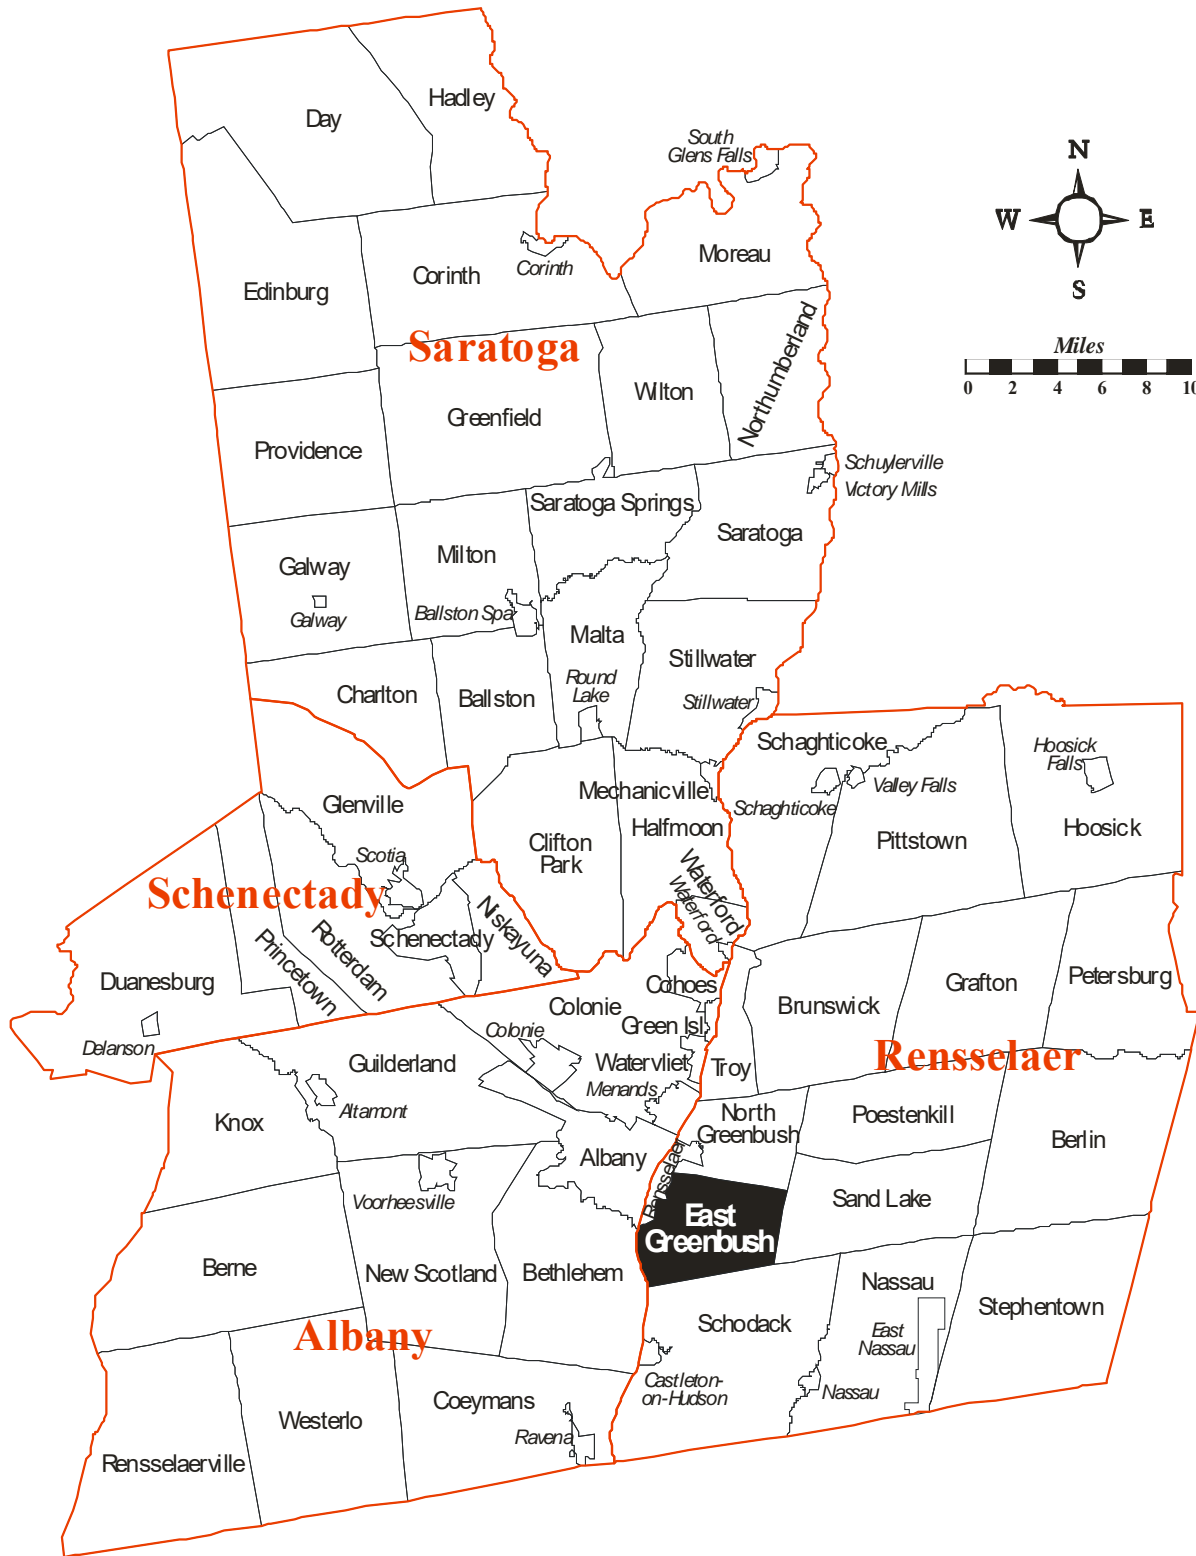 Hadley
Day
South
Glens Falls
N
W
E
S
Moreau
Corinth
Corinth
Edinburg
Saratoga
Northumberland
Miles
0 2 4 6 8 10
Wilton
Greenfield
Providence
Schuylerville
Victory Mills
Saratoga Springs
Saratoga
Milton
Galway
Galway
Ballston Spa
Malta
Stillwater
Round
Lake
Stillwater
Charlton
Ballston
Schaghticoke
Hoosick
Falls
Valley Falls
Schaghticoke
Mechanicville
Glenville
Halfmoon
Hoosick
Pittstown
Clifton
Park
Scotia
Waterford
Waterford
Schenectady
Schenectady
Niskayuna
Rotterdam
Princetown
Duanesburg
Delanson
Cohoes
Colonie
Green Isl.
Colonie
Watervliet
Menands
Troy
Brunswick
Grafton
Petersburg
Rensselaer
Guilderland
Altamont
Knox
North
Greenbush
Poestenkill
Berlin
Albany
Rensselaer
Voorheesville
Sand Lake
East
Greenbush
Berne
New Scotland
Bethlehem
Nassau
Stephentown
Schodack
East
Nassau
Albany
Castleton-
on-Hudson
Nassau
Coeymans
Westerlo
Ravena
Rensselaerville